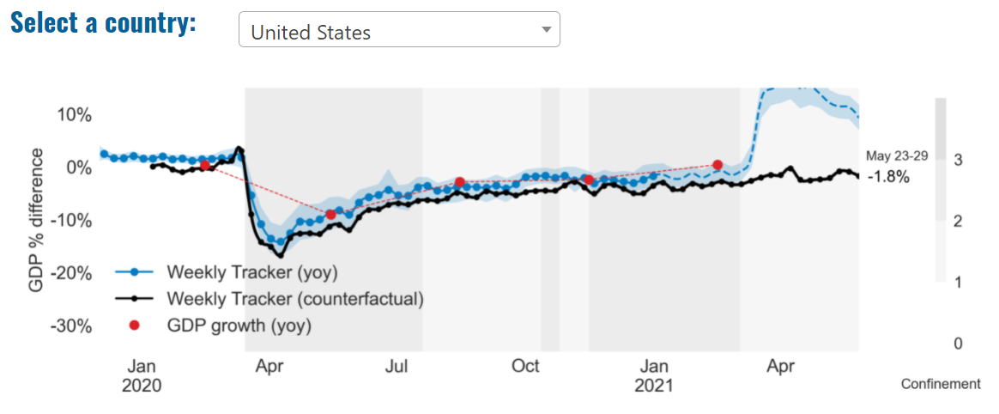 Select a country:
United States
GDP % difference
10%
0%
-10%
-20%
-30%
Weekly Tracker (yoy)
Weekly Tracker (counterfactual)
GDP growth (yoy)
May 23-29
-1.8%
3
2
1
0
Confinement
Jan
2020
Apr
Jul
Oct
Jan
2021
Apr